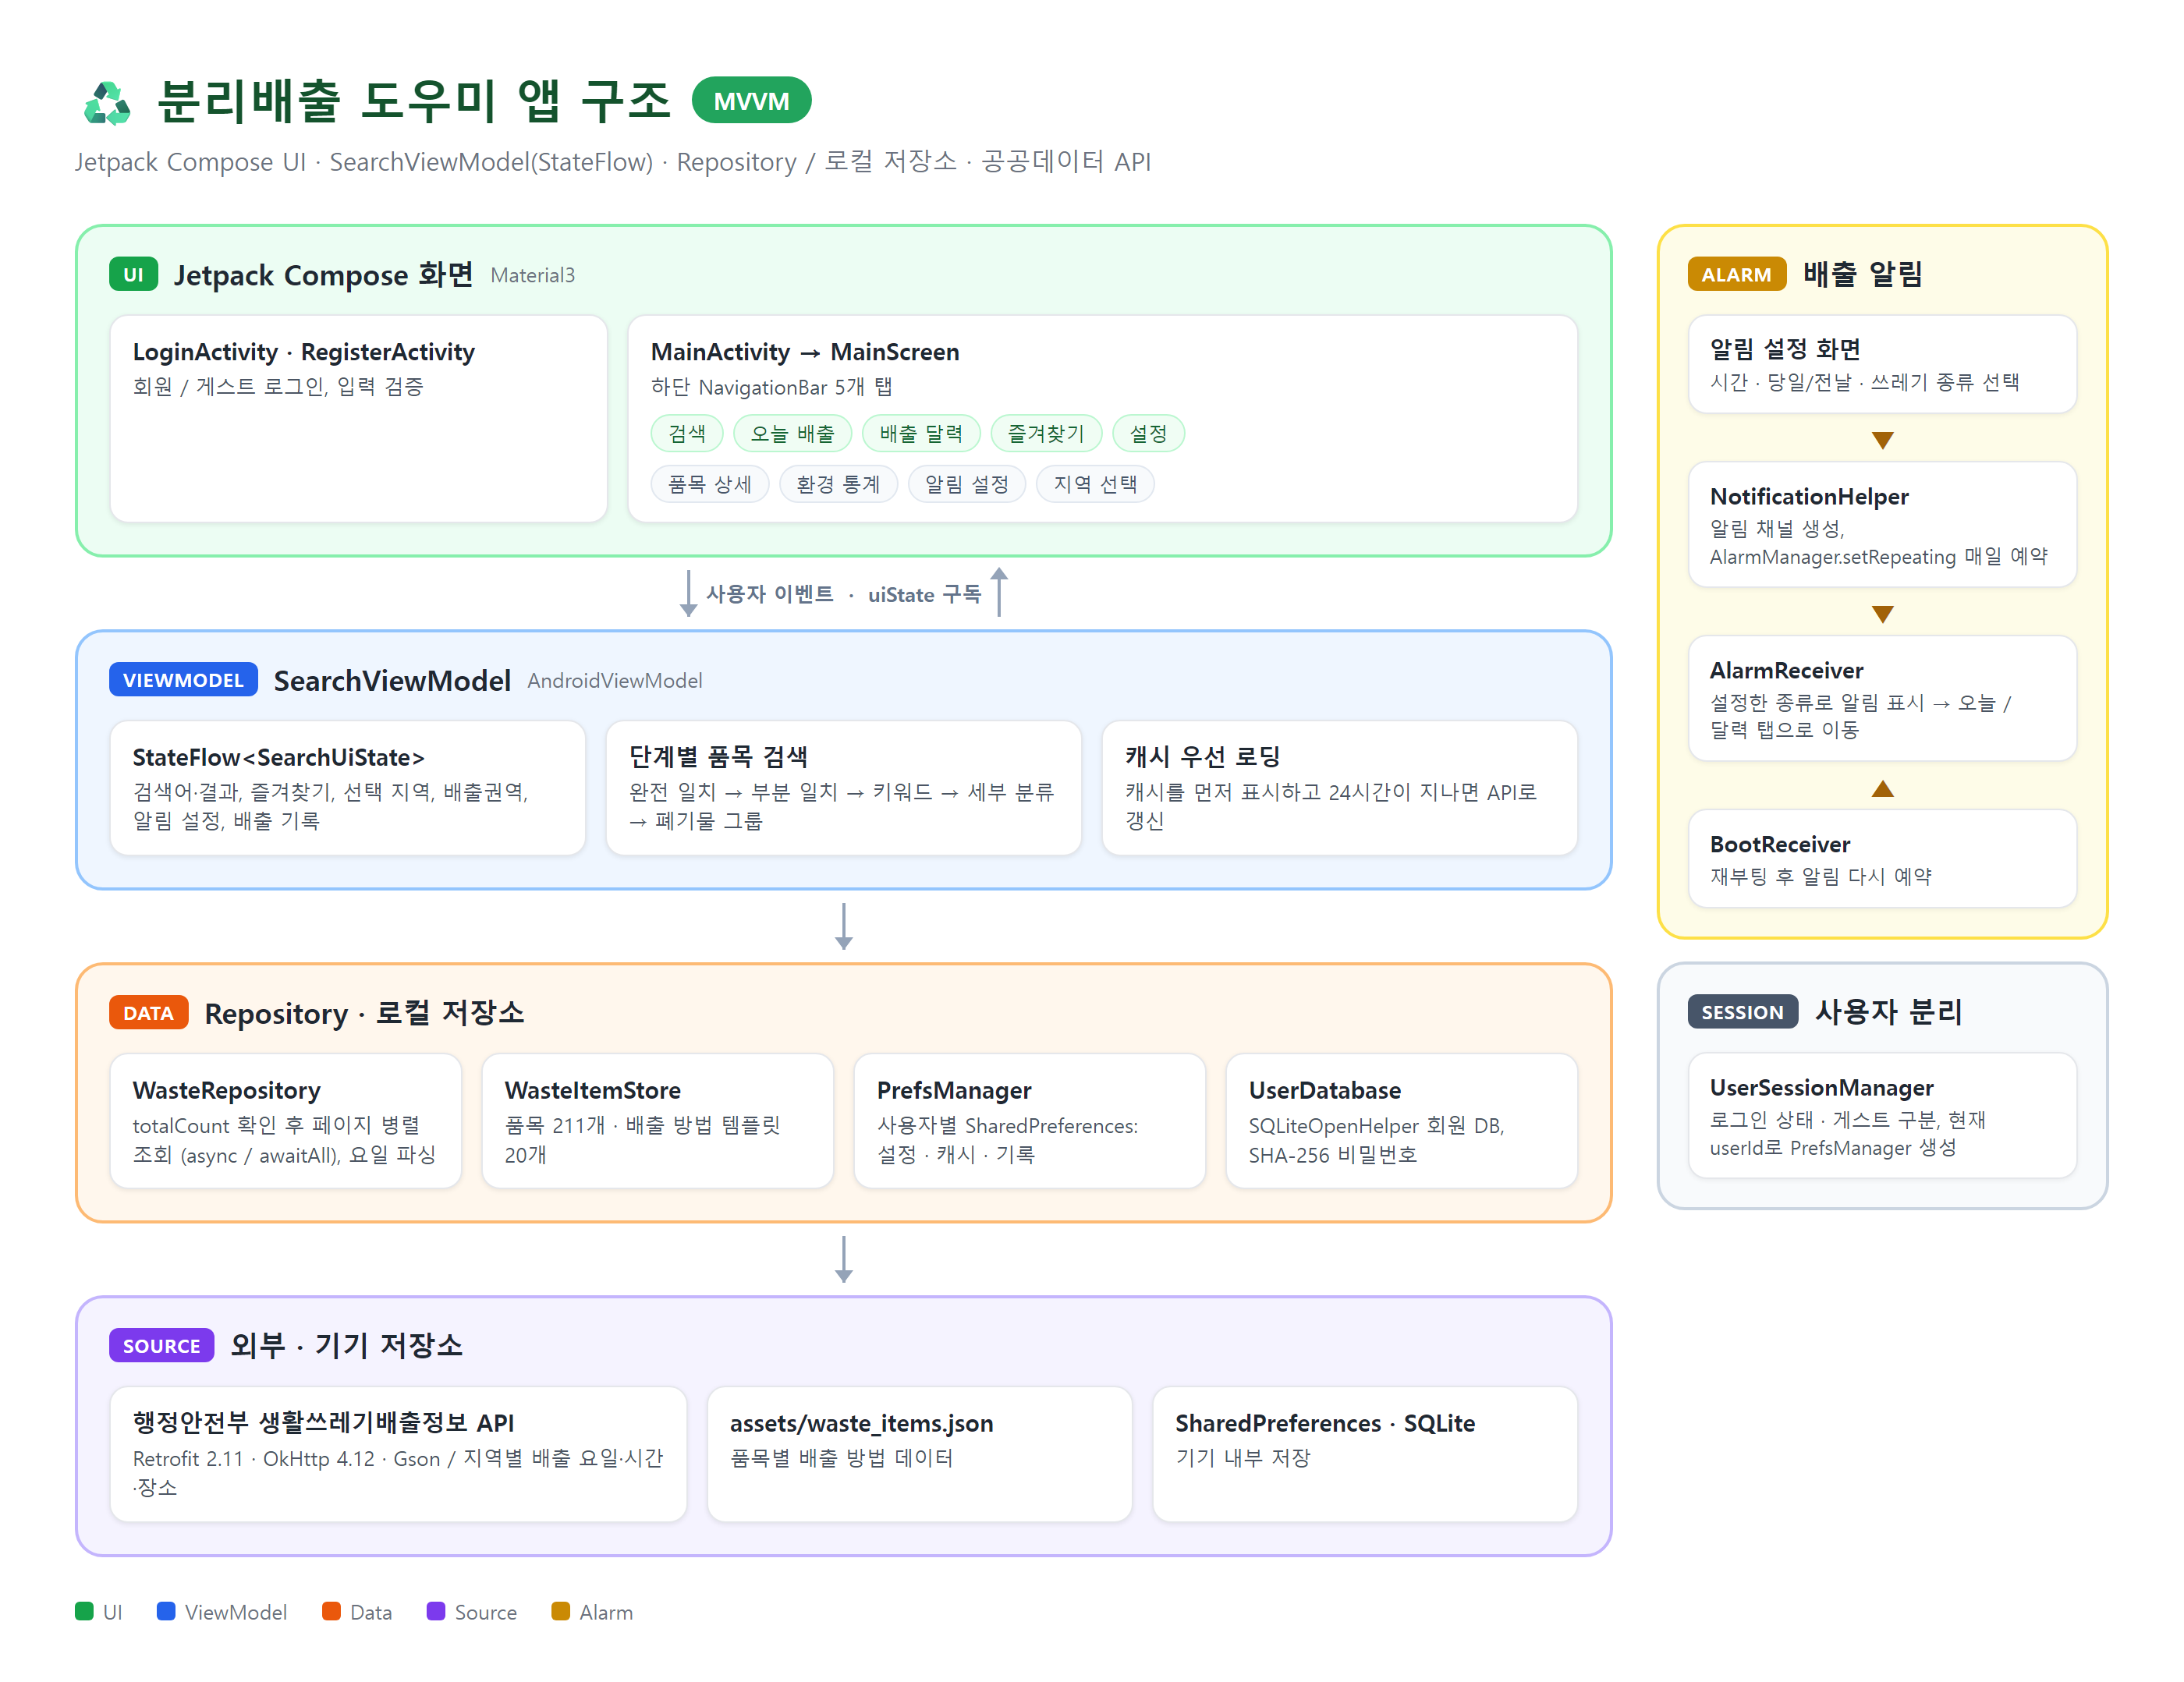 분리배출 도우미 앱 구조 MVVM
Jetpack Compose UI · SearchViewModel(StateFlow) · Repository / 로컬 저장소 · 공공데이터 API
UI Jetpack Compose 화면 Material3
LoginActivity · RegisterActivity
회원 / 게스트 로그인, 입력 검증
MainActivity → MainScreen
하단 NavigationBar 5개 탭
검색 오늘 배출 배출 달력 즐겨찾기 설정
품목 상세 환경 통계 알림 설정 지역 선택
사용자 이벤트 · uiState 구독
VIEWMODEL SearchViewModel AndroidViewModel
StateFlow<SearchUiState>
검색어·결과, 즐겨찾기, 선택 지역, 배출권역,
알림 설정, 배출 기록
단계별 품목 검색
완전 일치 → 부분 일치 → 키워드 → 세부 분류
→ 폐기물 그룹
캐시 우선 로딩
캐시를 먼저 표시하고 24시간이 지나면 API로
갱신
DATA Repository · 로컬 저장소
WasteRepository
totalCount 확인 후 페이지 병렬
조회 (async / awaitAll), 요일 파싱
WasteItemStore
품목 211개 · 배출 방법 템플릿
20개
PrefsManager
사용자별 SharedPreferences:
설정 · 캐시 · 기록
UserDatabase
SQLiteOpenHelper 회원 DB,
SHA-256 비밀번호
SOURCE 외부 · 기기 저장소
행정안전부 생활쓰레기배출정보 API
Retrofit 2.11 · OkHttp 4.12 · Gson / 지역별 배출 요일·시간
·장소
assets/waste_items.json
품목별 배출 방법 데이터
SharedPreferences · SQLite
기기 내부 저장
ALARM 배출 알림
알림 설정 화면
시간 · 당일/전날 · 쓰레기 종류 선택
NotificationHelper
알림 채널 생성,
AlarmManager.setRepeating 매일 예약
AlarmReceiver
설정한 종류로 알림 표시 → 오늘 /
달력 탭으로 이동
BootReceiver
재부팅 후 알림 다시 예약
SESSION 사용자 분리
UserSessionManager
로그인 상태 · 게스트 구분, 현재
userId로 PrefsManager 생성
UI ViewModel Data Source Alarm